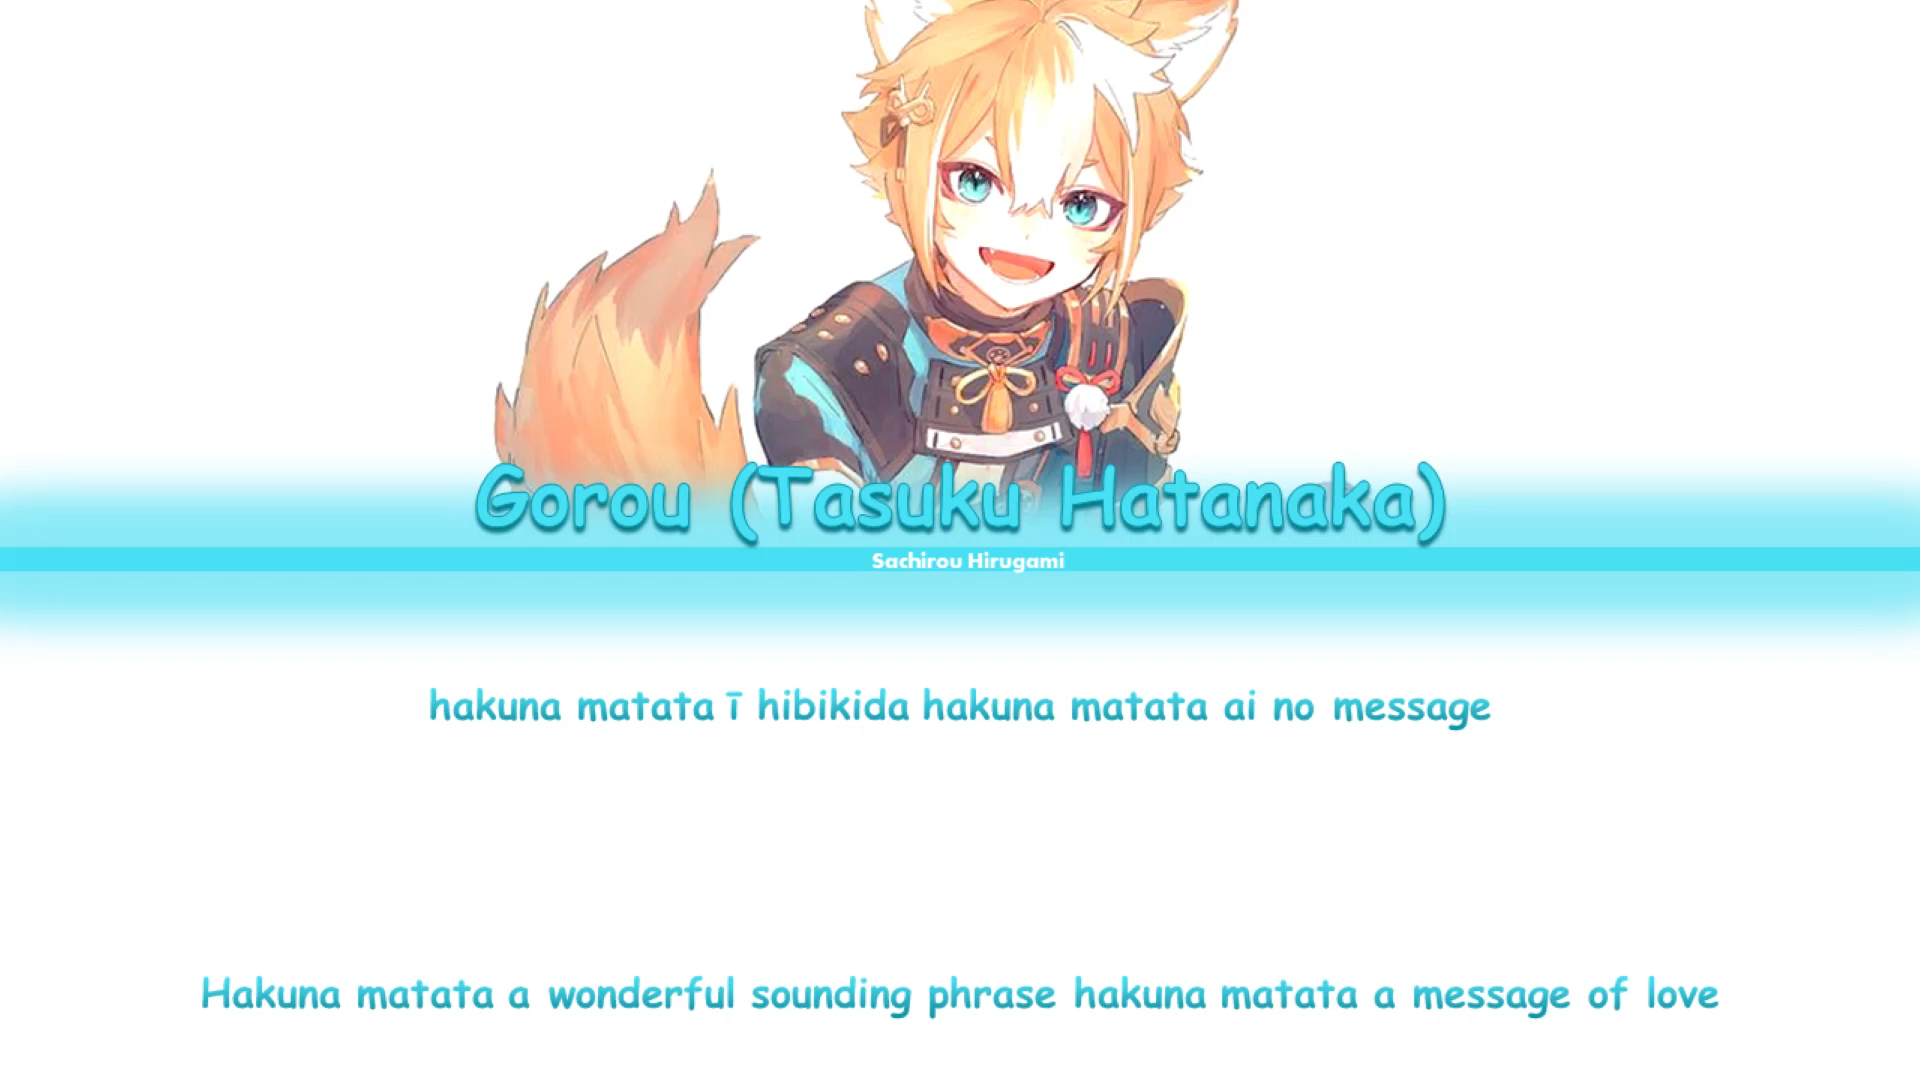 Gorou (Tasuku Hatanaka)
Sachirou Hirugami
hakuna matata ī hibikida hakuna matata ai no message
Hakuna matata a wonderful sounding phrase hakuna matata a message of love